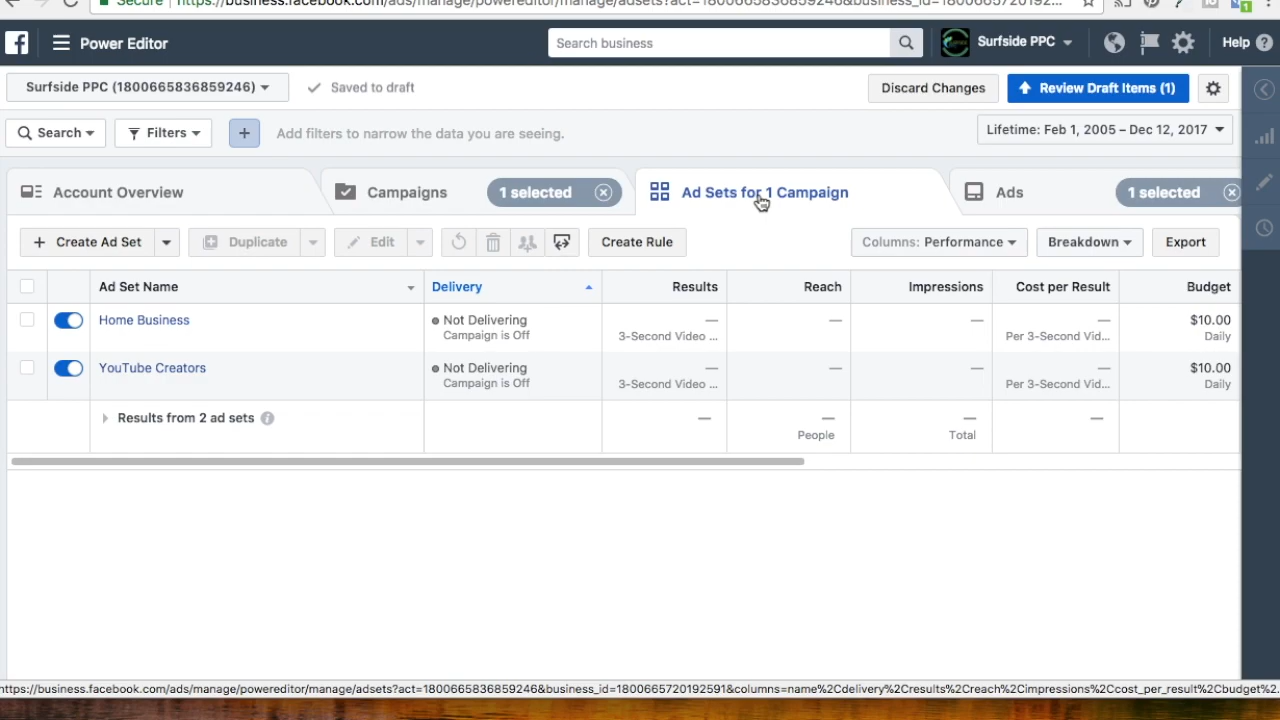 Secure https://business.facebook.com/ads/manage/powereditor/manage/adsets?act=1800665836859246&business_id=1800665720192...
Power Editor Search business Surfside PPC Help
Surfside PPC (1800665836859246) Saved to draft Discard Changes Review Draft Items (1)
Search Filters + Add filters to narrow the data you are seeing. Lifetime: Feb 1, 2005 – Dec 12, 2017
Account Overview Campaigns 1 selected Ad Sets for 1 Campaign Ads 1 selected
+ Create Ad Set Duplicate Edit Create Rule Columns: Performance Breakdown Export
Ad Set Name Delivery Results Reach Impressions Cost per Result Budget
Home Business Not Delivering — — — — $10.00
Campaign is Off 3-Second Video ... Per 3-Second Vid... Daily
YouTube Creators Not Delivering — — — — $10.00
Campaign is Off 3-Second Video ... Per 3-Second Vid... Daily
Results from 2 ad sets — — — —
People Total
https://business.facebook.com/ads/manage/powereditor/manage/adsets?act=1800665836859246&business_id=1800665720192591&columns=name%2Cdelivery%2Cresults%2Creach%2Cimpressions%2Ccost_per_result%2Cbudget%2...